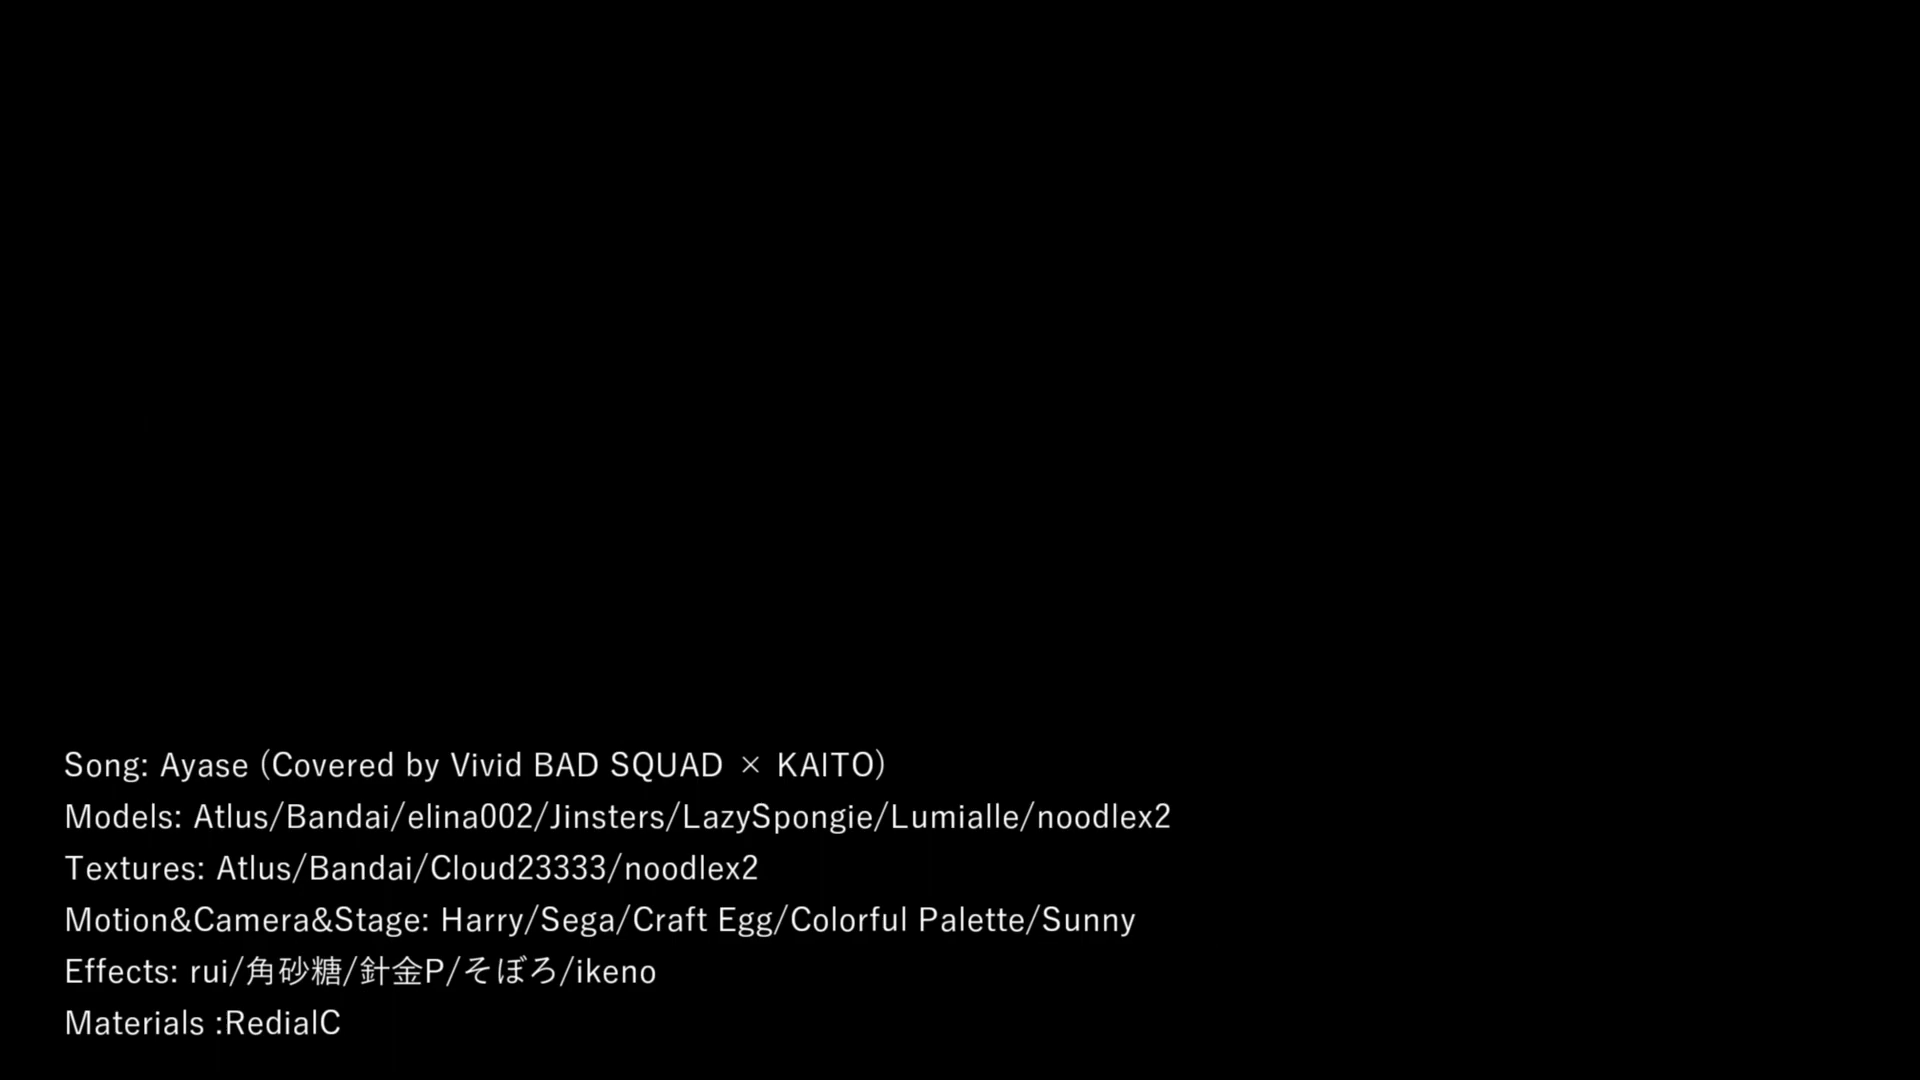 Song: Ayase (Covered by Vivid BAD SQUAD × KAITO)
Models: Atlus/Bandai/elina002/Jinsters/LazySpongie/Lumialle/noodlex2
Textures: Atlus/Bandai/Cloud23333/noodlex2
Motion&Camera&Stage: Harry/Sega/Craft Egg/Colorful Palette/Sunny
Effects: rui/角砂糖/針金P/そぼろ/ikeno
Materials :RedialC